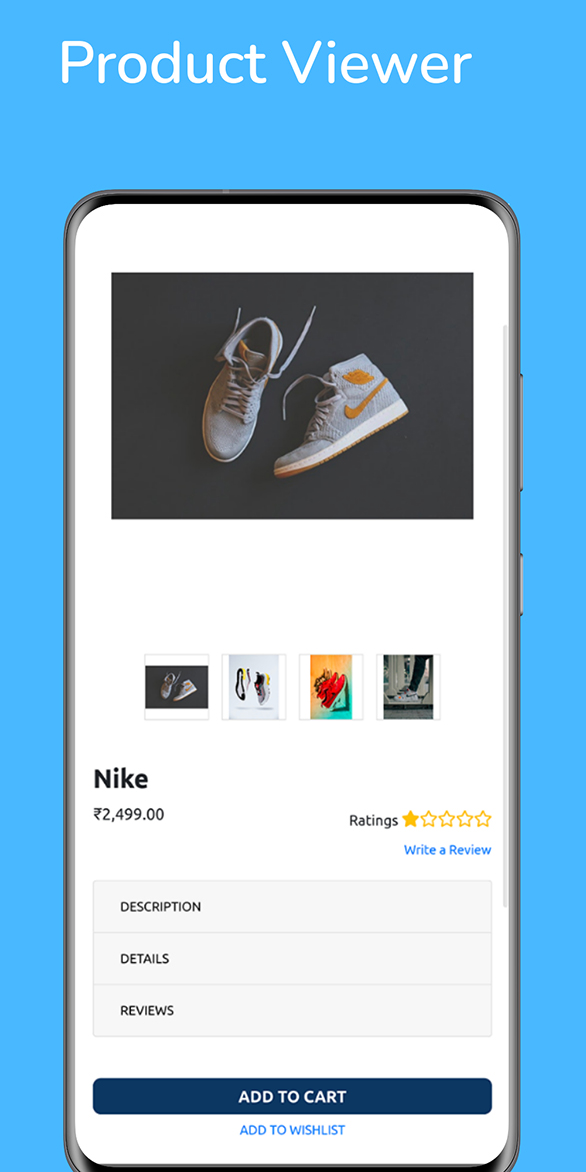 Product Viewer
Nike
₹2,499.00
Ratings
Write a Review
DESCRIPTION
DETAILS
REVIEWS
ADD TO CART
ADD TO WISHLIST